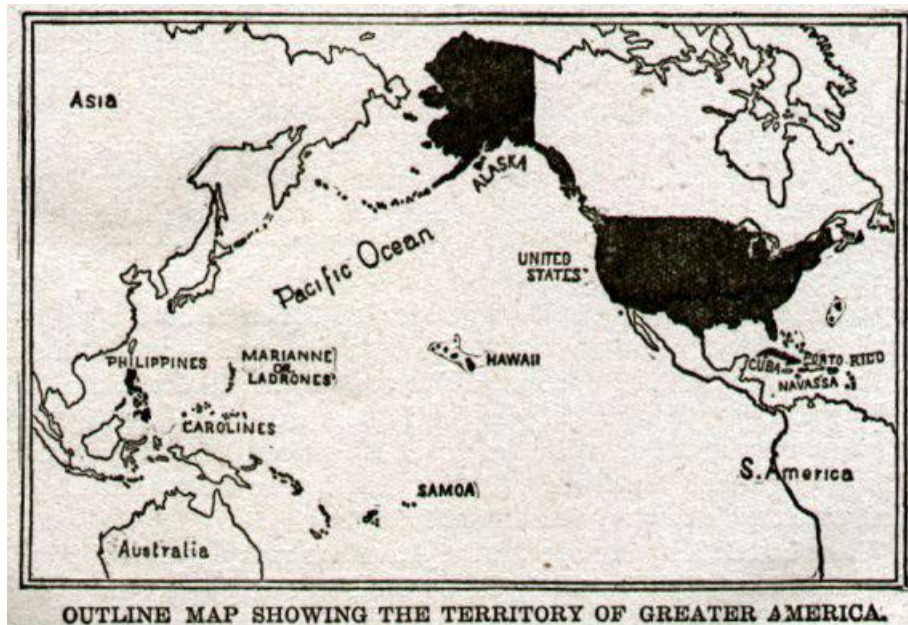 Asia
ALASKA
Pacific Ocean
UNITED
STATES
PHILIPPINES
MARIANNE
OR
LADRONES
HAWAII
CUBA
PORTO RICO
NAVASSA
CAROLINES
SAMOA
S. America
Australia
OUTLINE MAP SHOWING THE TERRITORY OF GREATER AMERICA.